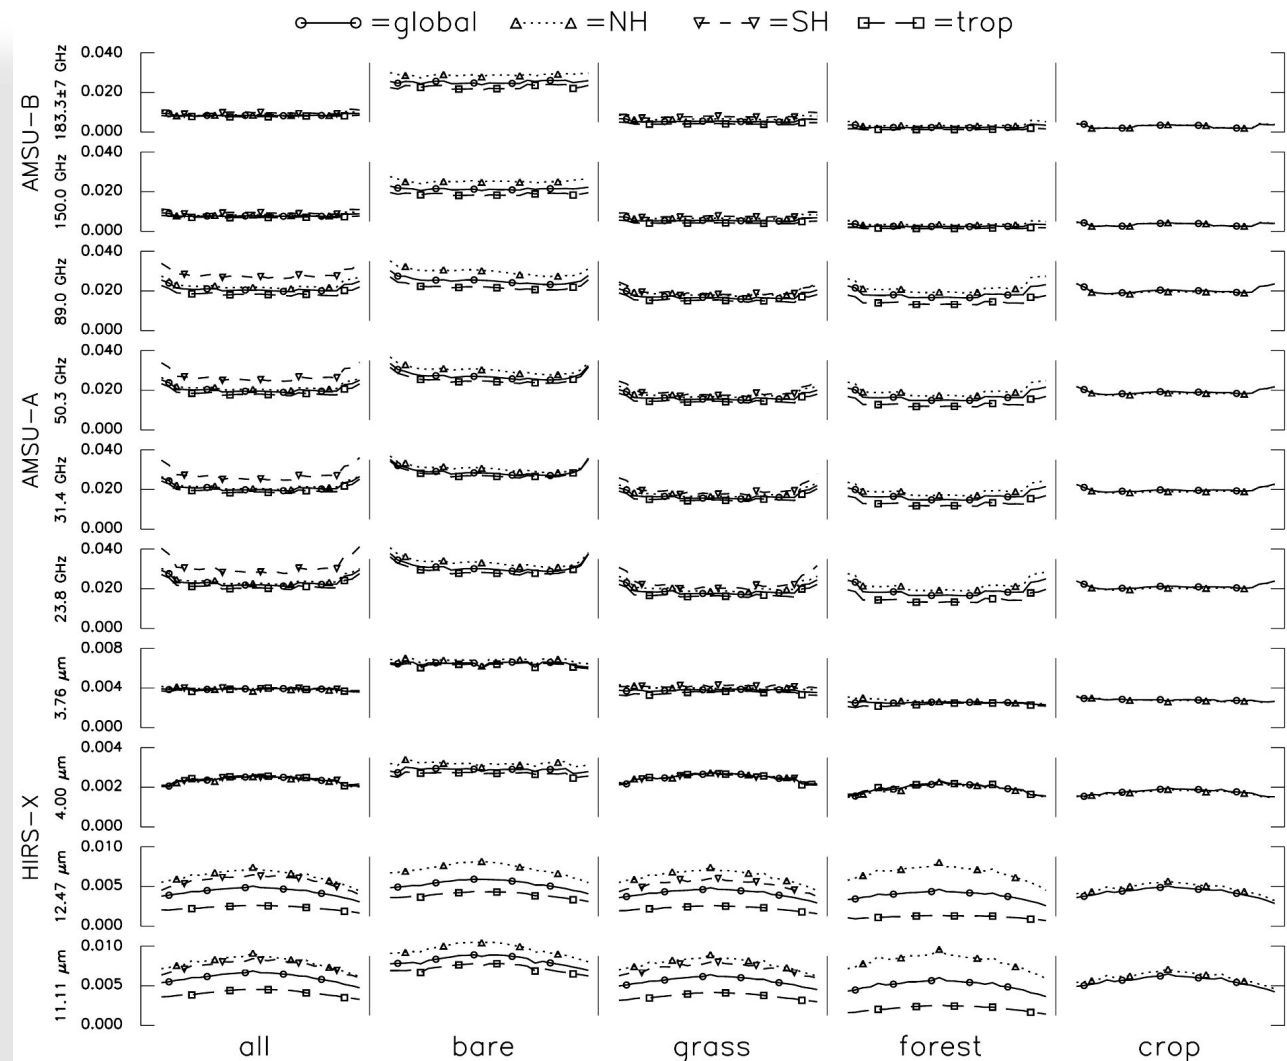 =global =NH =SH =trop
AMSU-B
183.3±7 GHz
0.040
0.020
0.000
150.0 GHz
0.040
0.020
0.000
AMSU-A
89.0 GHz
0.040
0.020
0.000
50.3 GHz
0.040
0.020
0.000
31.4 GHz
0.040
0.020
0.000
23.8 GHz
0.040
0.020
0.000
HIRS-X
3.76 μm
0.008
0.004
0.000
4.00 μm
0.004
0.002
0.000
12.47 μm
0.010
0.005
0.000
11.11 μm
0.010
0.005
0.000
all bare grass forest crop